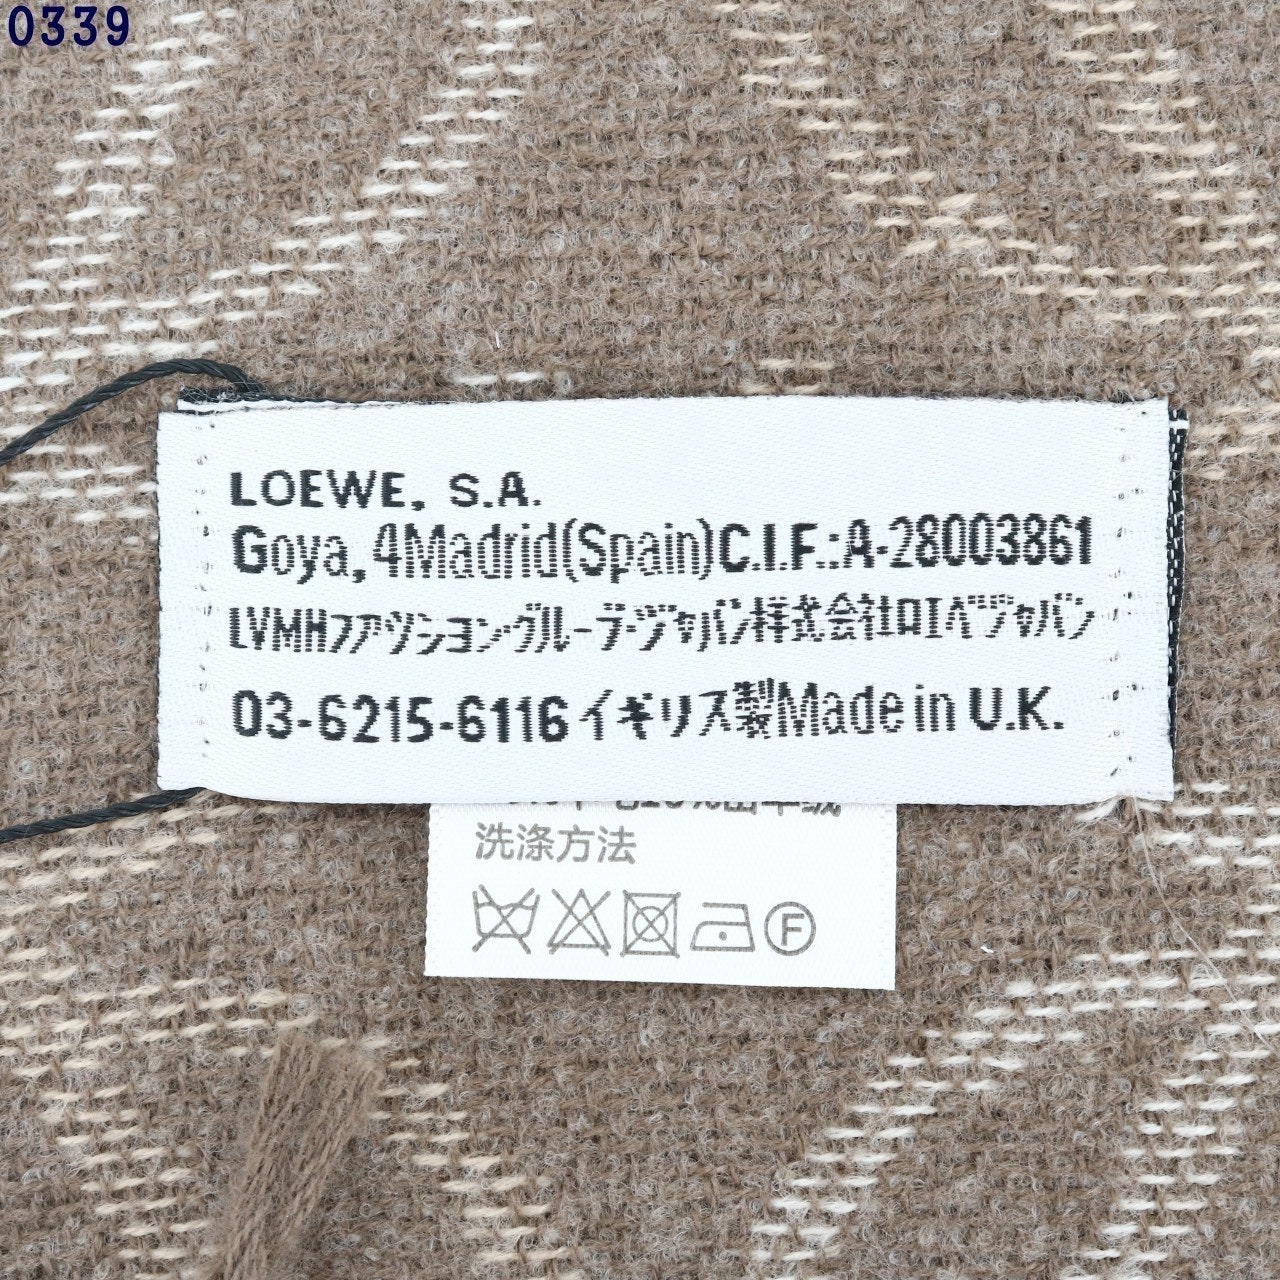 0339
LOEWE, S.A.
Goya, 4Madrid(Spain)C.I.F.:A-28003861
LVMHファッショングループ・ジャパン株式会社ロエベジャパン
03-6215-6116イギリス製Made in U.K.
洗涤方法
F